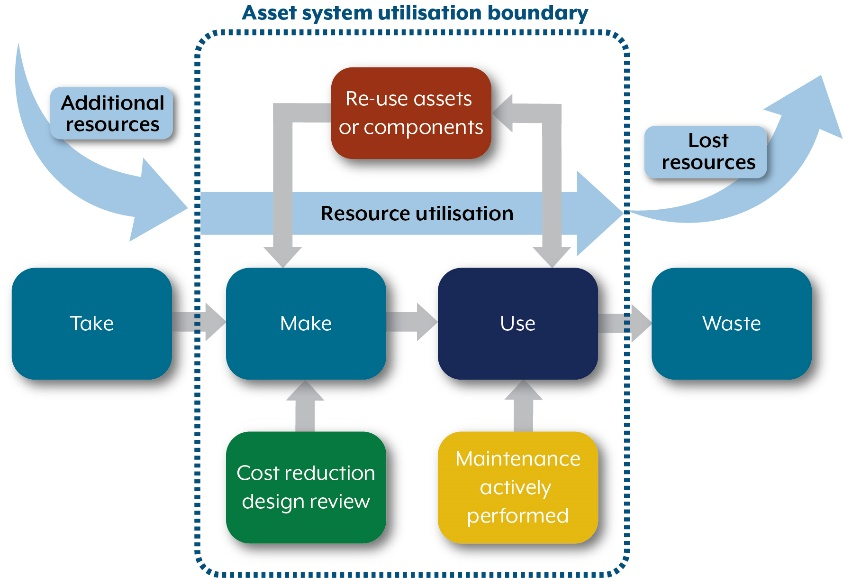 Asset system utilisation boundary
Additional
resources
Re-use assets
or components
Lost
resources
Resource utilisation
Take
Make
Use
Waste
Cost reduction
design review
Maintenance
actively
performed